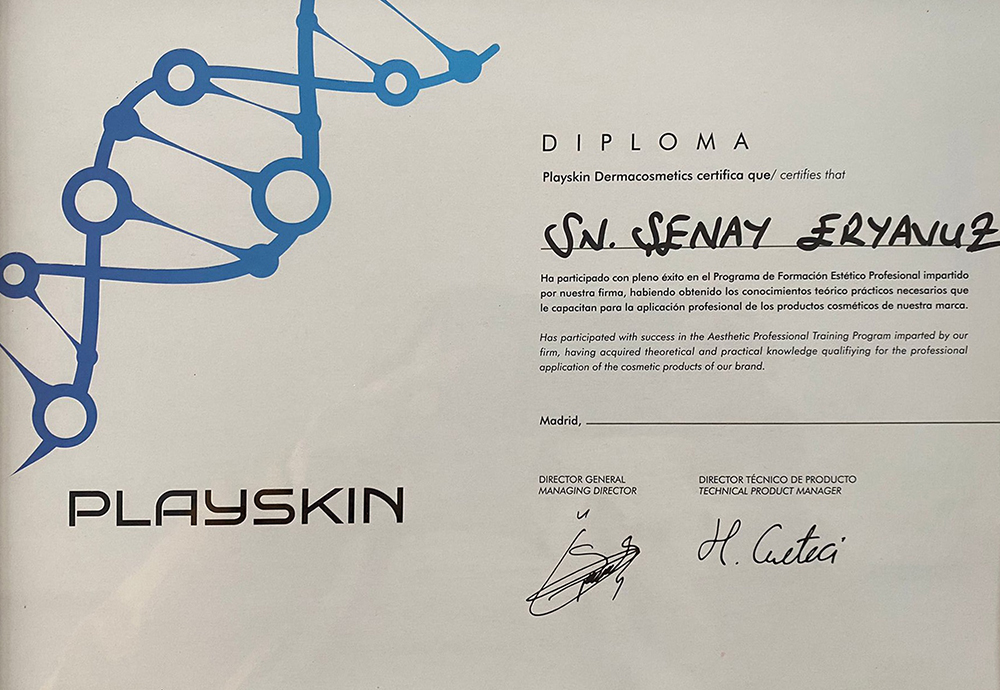 DIPLOMA
Playskin Dermacosmetics certifica que/ certifies that
SN. ŞENAY ERYAVUZ
Ha participado con pleno éxito en el Programa de Formación Estético Profesional impartido
por nuestra firma, habiendo obtenido los conocimientos teórico prácticos necesarios que
le capacitan para la aplicación profesional de los productos cosméticos de nuestra marca.
Has participated with success in the Aesthetic Professional Training Program imparted by our
firm, having acquired theoretical and practical knowledge qualifiying for the professional
application of the cosmetic products of our brand.
Madrid,
DIRECTOR GENERAL
MANAGING DIRECTOR
DIRECTOR TÉCNICO DE PRODUCTO
TECHNICAL PRODUCT MANAGER
PLAYSKIN